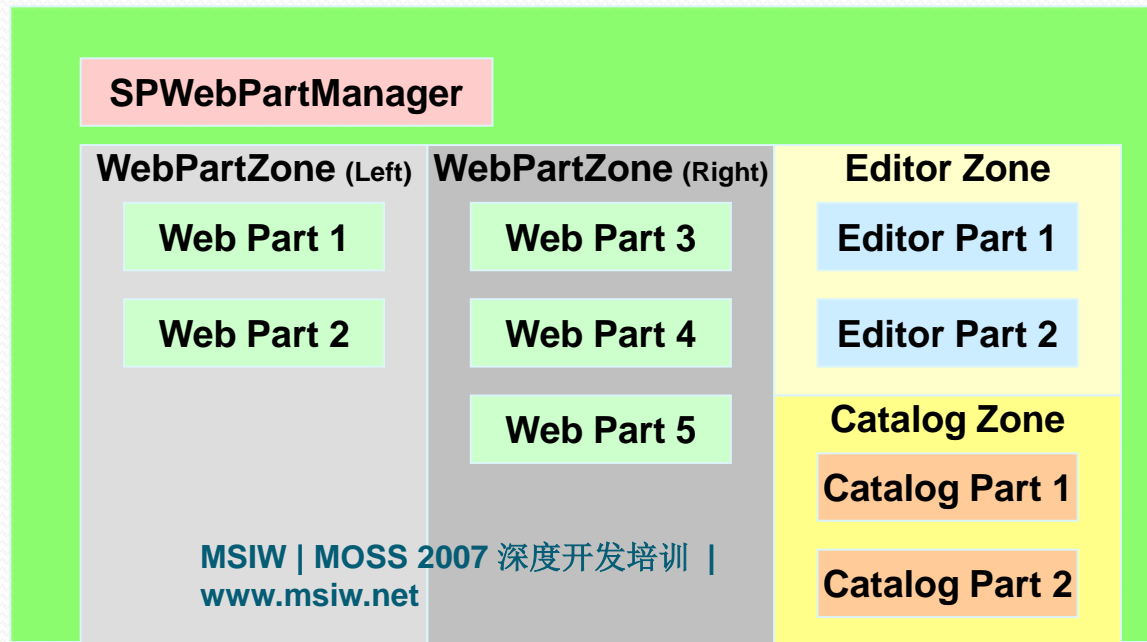 SPWebPartManager
WebPartZone (Left)
Web Part 1
Web Part 2
WebPartZone (Right)
Web Part 3
Web Part 4
Web Part 5
Editor Zone
Editor Part 1
Editor Part 2
Catalog Zone
Catalog Part 1
Catalog Part 2
MSIW | MOSS 2007 深度开发培训 |
www.msiw.net